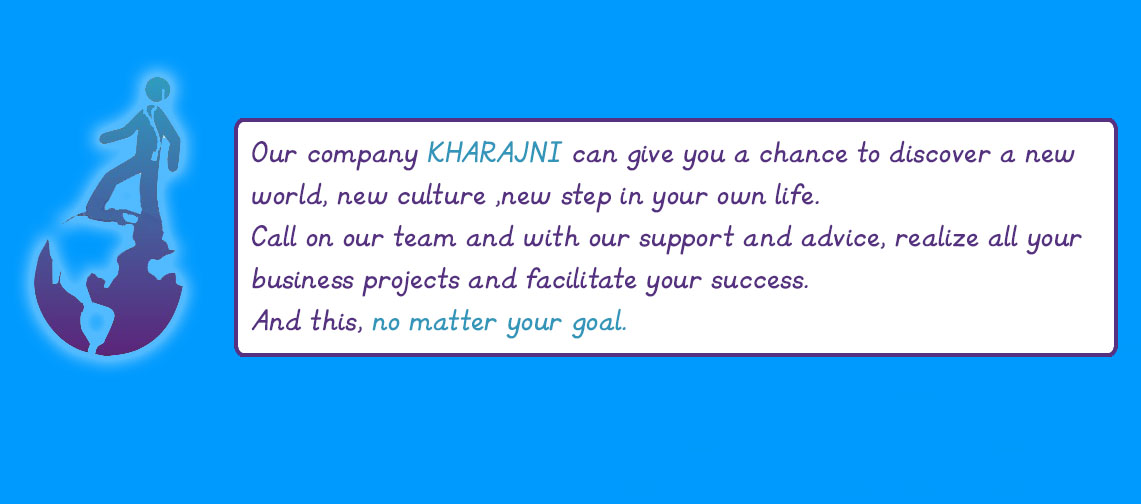 Our company KHARAJNI can give you a chance to discover a new
world, new culture ,new step in your own life.
Call on our team and with our support and advice, realize all your
business projects and facilitate your success.
And this, no matter your goal.